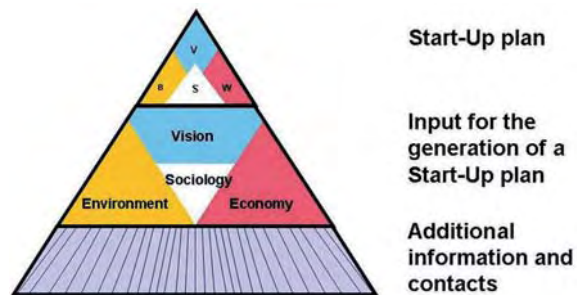 V
B S W
Start-Up plan
Vision
Sociology
Environment Economy
Input for the
generation of a
Start-Up plan
Additional
information and
contacts